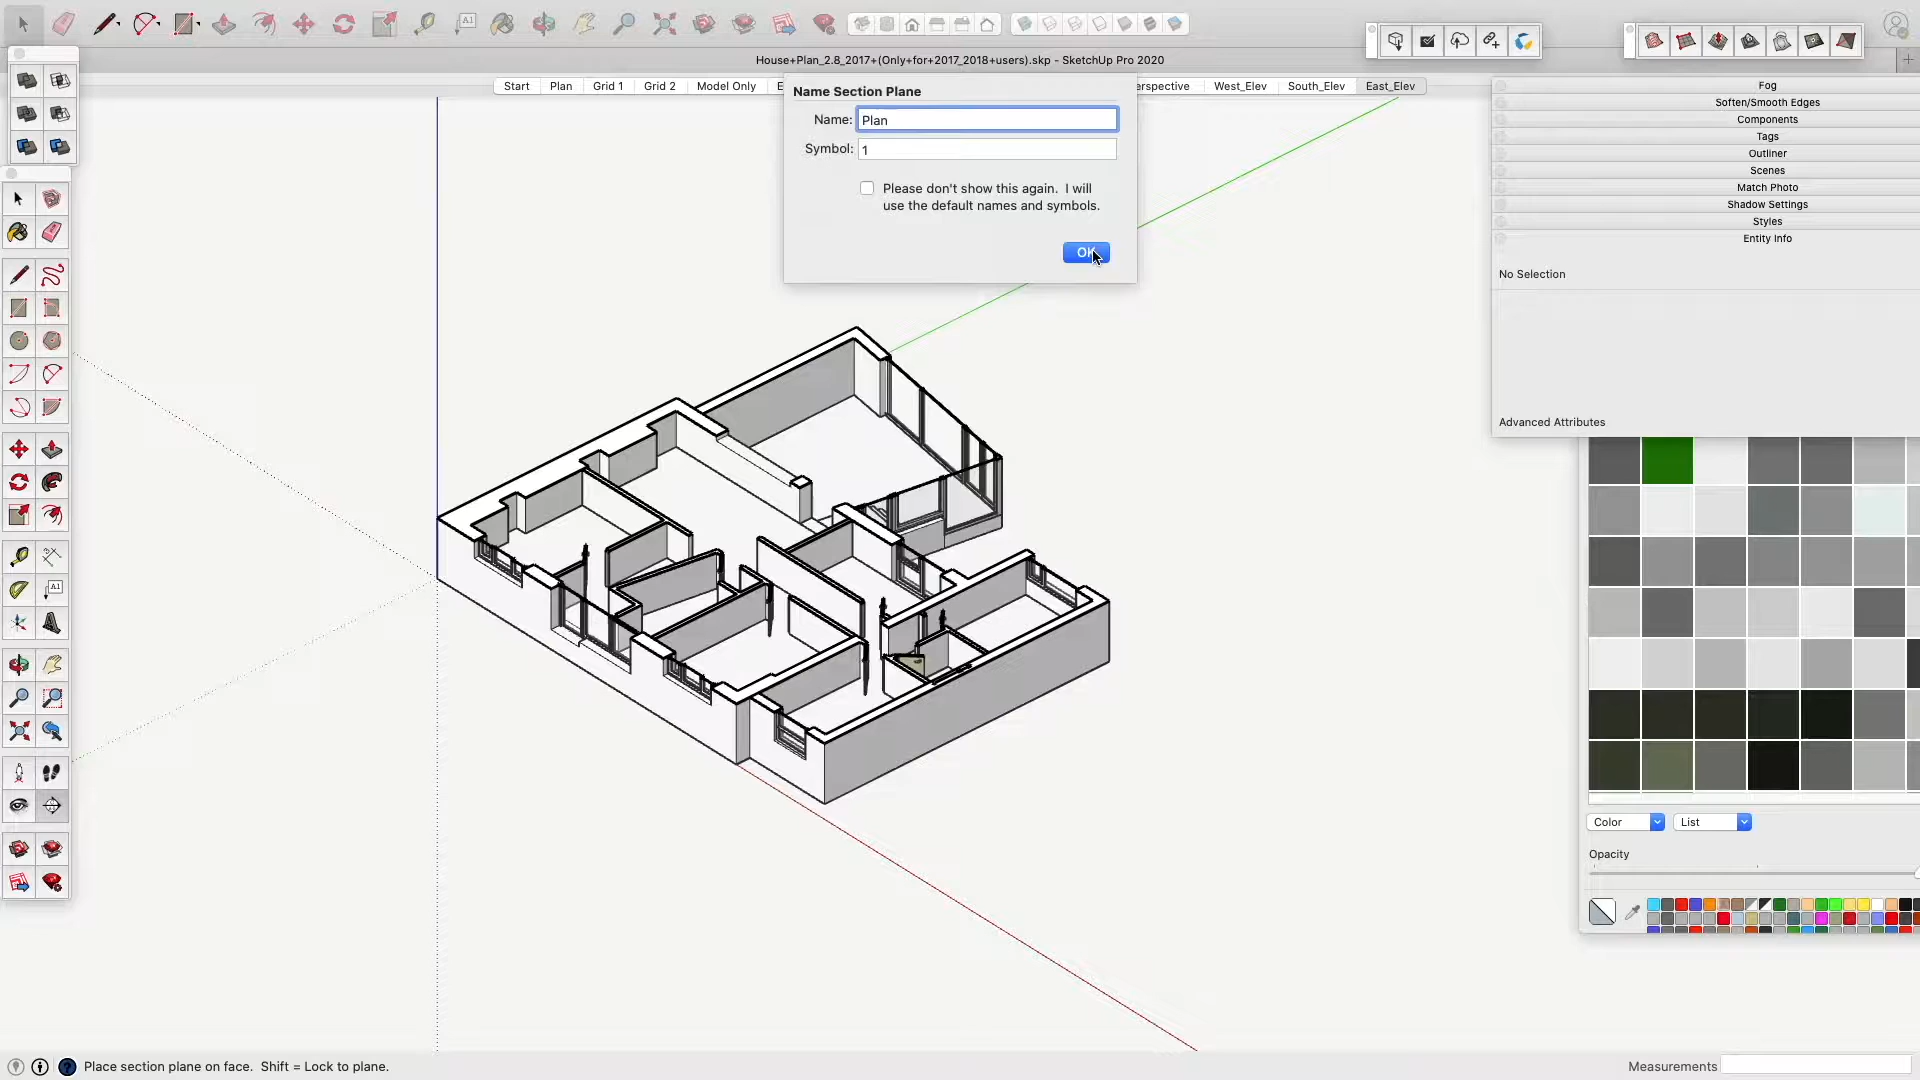 House+Plan_2.8_2017+(Only+for+2017_2018+users).skp - SketchUp Pro 2020
Start
Plan
Grid 1
Grid 2
Model Only
E
erspective
West_Elev
South_Elev
East_Elev
Name Section Plane
Name: Plan
Symbol: 1
Please don't show this again. I will
use the default names and symbols.
OK
Fog
Soften/Smooth Edges
Components
Tags
Outliner
Scenes
Match Photo
Shadow Settings
Styles
Entity Info
No Selection
Advanced Attributes
Color
List
Opacity
Place section plane on face. Shift = Lock to plane.
Measurements